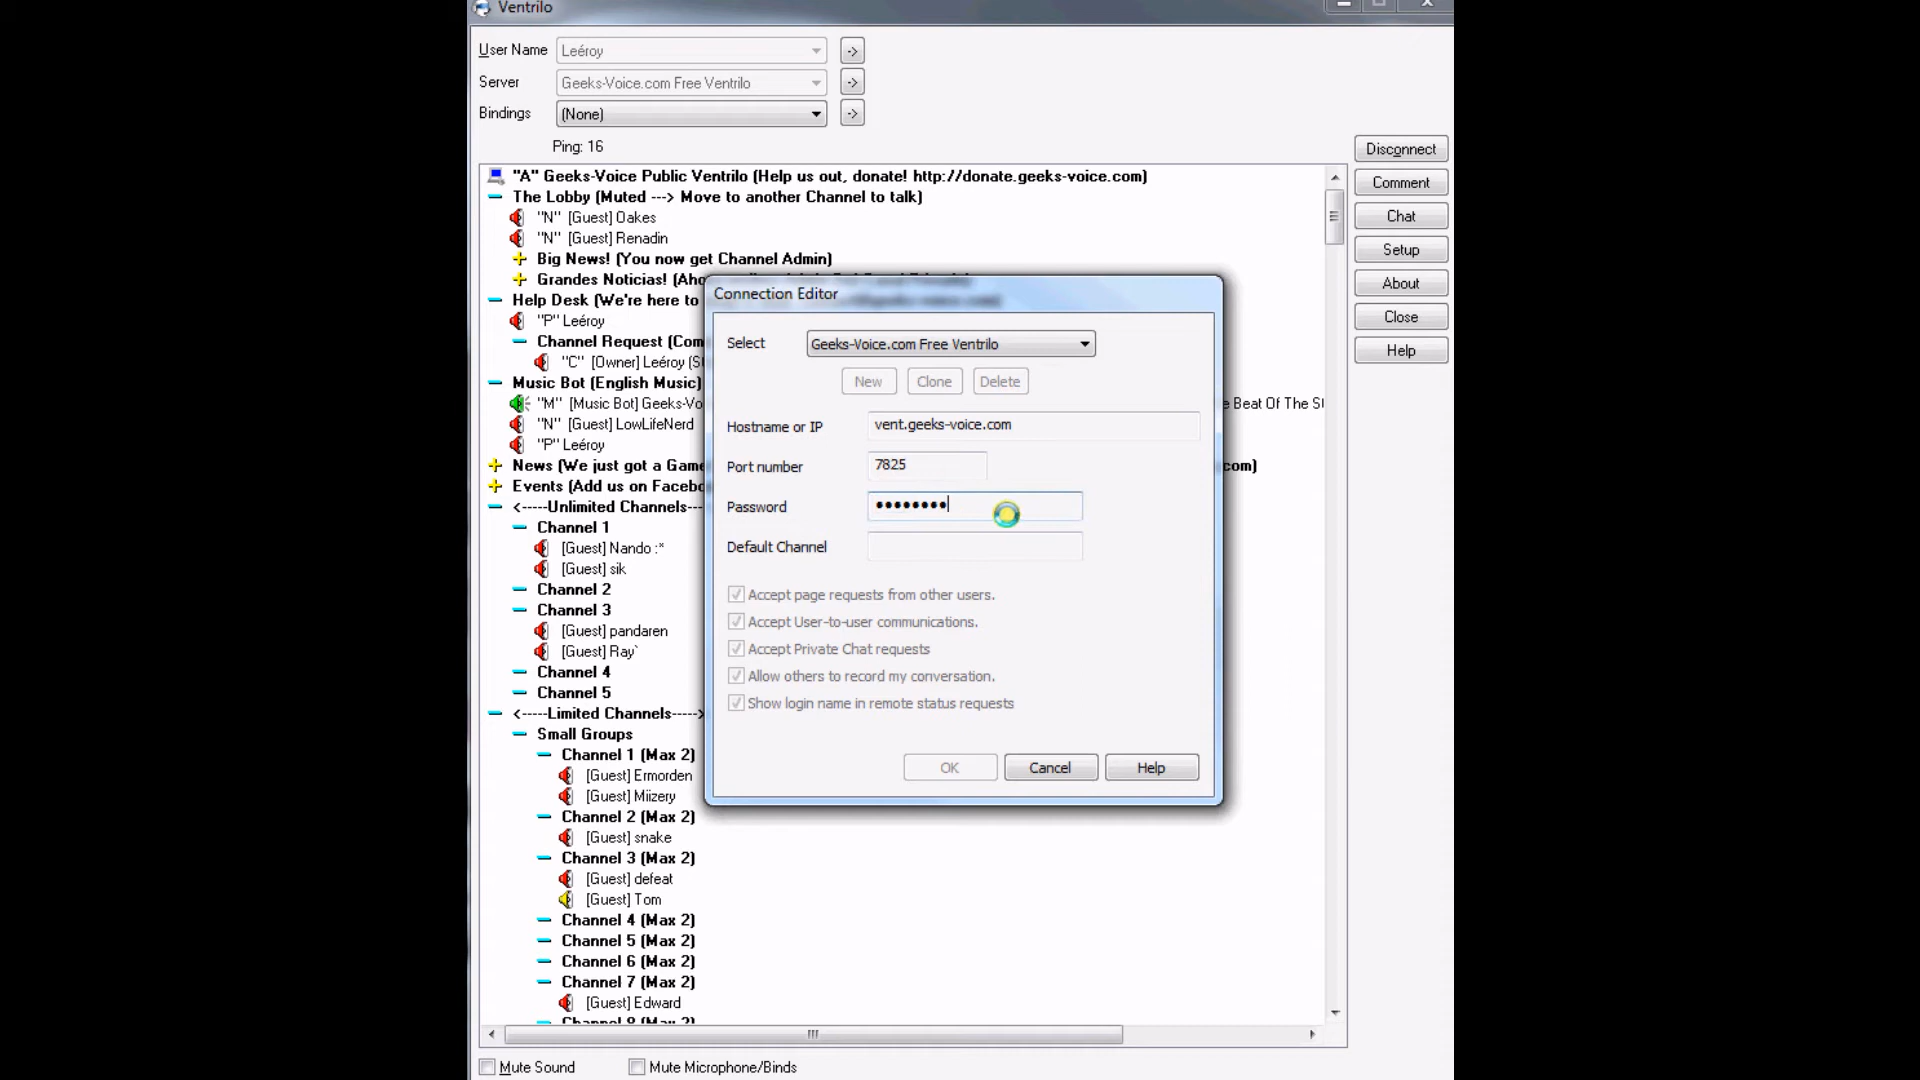 Ventrilo
User Name Leéroy ->
Server Geeks-Voice.com Free Ventrilo ->
Bindings (None) ->
Ping: 16
Disconnect
Comment
Chat
Setup
About
Close
Help
"A" Geeks-Voice Public Ventrilo (Help us out, donate! http://donate.geeks-voice.com)
The Lobby (Muted ---> Move to another Channel to talk)
"N" [Guest] Oakes
"N" [Guest] Renadin
Big News! (You now get Channel Admin)
Grandes Noticias! (Aho
Help Desk (We're here to
"P" Leéroy
Channel Request (Com
"C" [Owner] Leéroy (S
Music Bot (English Music)
"M" [Music Bot] Geeks-Vo e Beat Of The S
"N" [Guest] LowLifeNerd
"P" Leéroy
News (We just got a Game com)
Events (Add us on Facebo
<-----Unlimited Channels---
Channel 1
[Guest] Nando :*
[Guest] sik
Channel 2
Channel 3
[Guest] pandaren
[Guest] Ray`
Channel 4
Channel 5
<-----Limited Channels----->
Small Groups
Channel 1 (Max 2)
[Guest] Ermorden
[Guest] Miizery
Channel 2 (Max 2)
[Guest] snake
Channel 3 (Max 2)
[Guest] defeat
[Guest] Tom
Channel 4 (Max 2)
Channel 5 (Max 2)
Channel 6 (Max 2)
Channel 7 (Max 2)
[Guest] Edward
Channel 8 (Max 2)
Mute Sound Mute Microphone/Binds
Connection Editor
Select Geeks-Voice.com Free Ventrilo
New Clone Delete
Hostname or IP vent.geeks-voice.com
Port number 7825
Password ••••••••
Default Channel
Accept page requests from other users.
Accept User-to-user communications.
Accept Private Chat requests
Allow others to record my conversation.
Show login name in remote status requests
OK Cancel Help